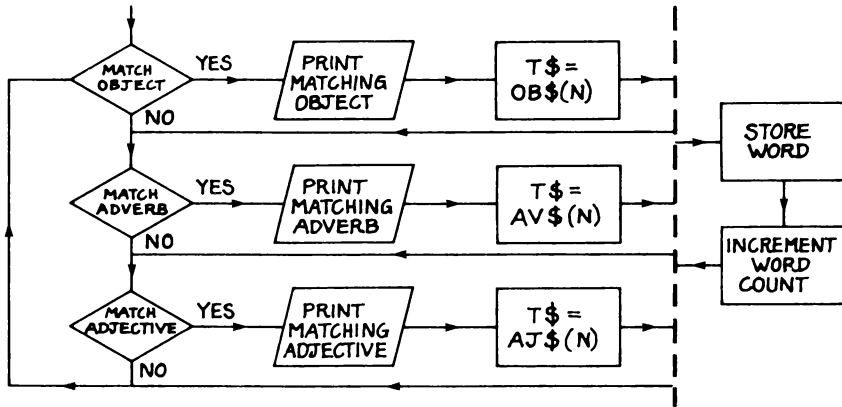 MATCH
OBJECT
YES
NO
PRINT
MATCHING
OBJECT
T$=
OB$(N)
STORE
WORD
MATCH
ADVERB
YES
NO
PRINT
MATCHING
ADVERB
T$=
AV$(N)
INCREMENT
WORD
COUNT
MATCH
ADJECTIVE
YES
NO
PRINT
MATCHING
ADJECTIVE
T$=
AJ$(N)